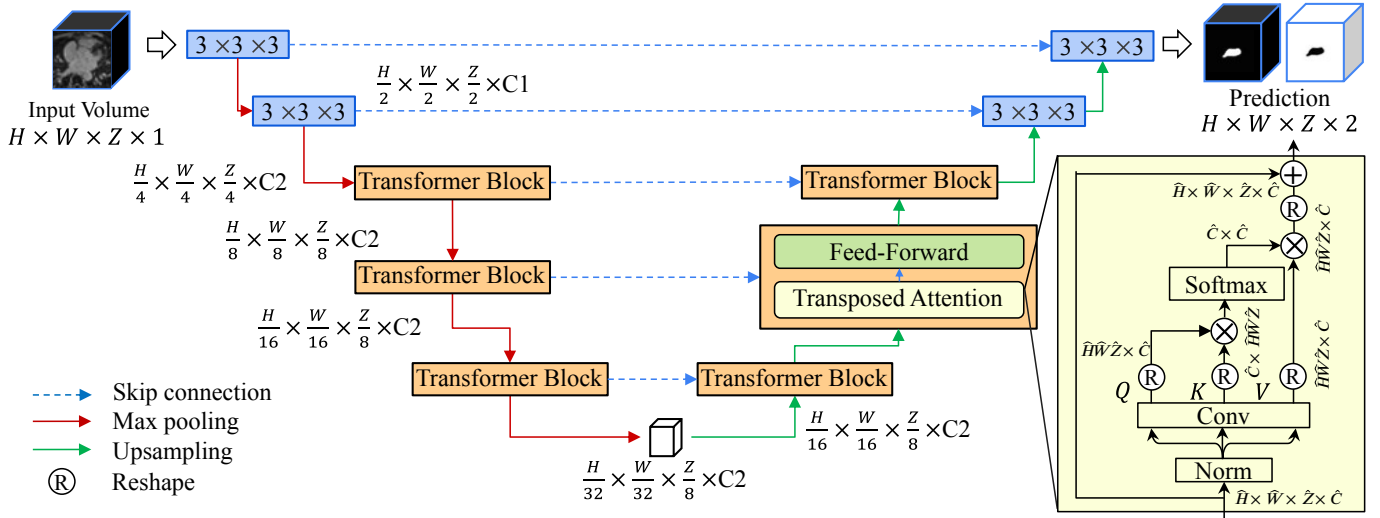 3 ×3 ×3
3 ×3 ×3
Input Volume
H × W × Z × 1
H/2 × W/2 × Z/2 ×C1
3 ×3 ×3
3 ×3 ×3
Prediction
H × W × Z × 2
H/4 × W/4 × Z/4 ×C2
Transformer Block
Transformer Block
H/8 × W/8 × Z/8 ×C2
Transformer Block
Feed-Forward
Transposed Attention
H/16 × W/16 × Z/8 ×C2
Transformer Block
Transformer Block
H/16 × W/16 × Z/8 ×C2
H/32 × W/32 × Z/8 ×C2
Skip connection
Max pooling
Upsampling
R Reshape
+
Ĥ× Ŵ × Ẑ× Ĉ
R
ĤŴẐ× Ĉ
Ĉ × Ĉ
×
Softmax
×
ĤŴẐ× Ĉ
Ĉ × ĤŴẐ
ĤŴẐ× Ĉ
R
R
R
Q
K
V
Conv
Norm
Ĥ× Ŵ × Ẑ× Ĉ